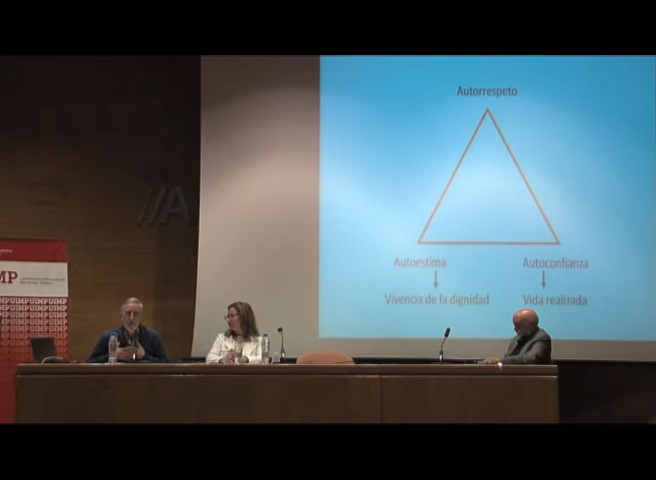 Autorrespeto
Autoestima
Autoconfianza
Vivencia de la dignidad
Vida realizada
UIMP